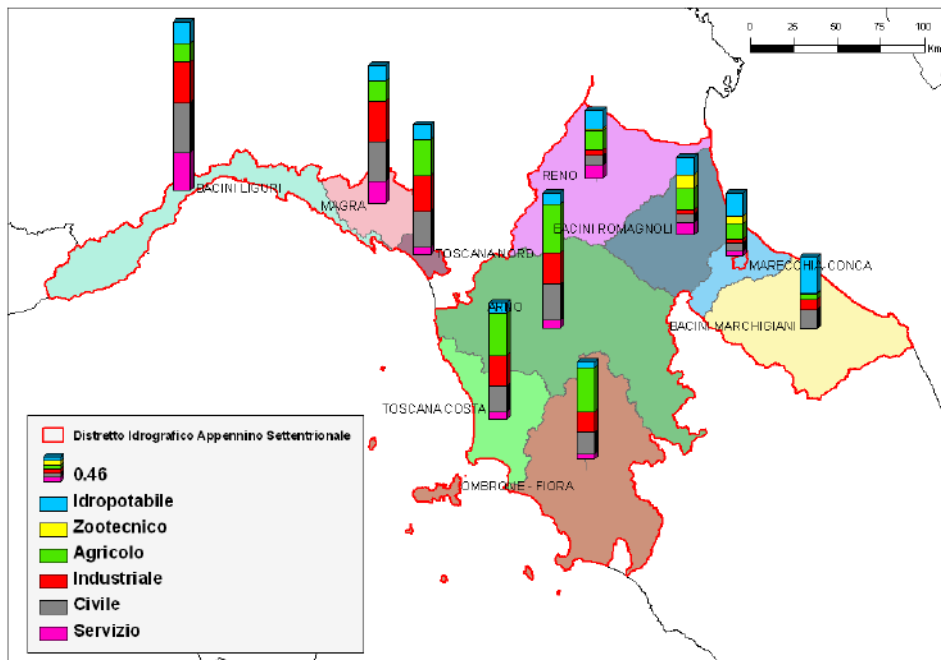 0 25 50 75 100
Km
BACINI LIGURI
MAGRA
TOSCANA NORD
RENO
BACINI ROMAGNOLI
MARECCHIA-CONCA
ARNO
BACINI MARCHIGIANI
TOSCANA COSTA
OMBRONE - FIORA
Distretto Idrografico Appennino Settentrionale
0.46
Idropotabile
Zootecnico
Agricolo
Industriale
Civile
Servizio